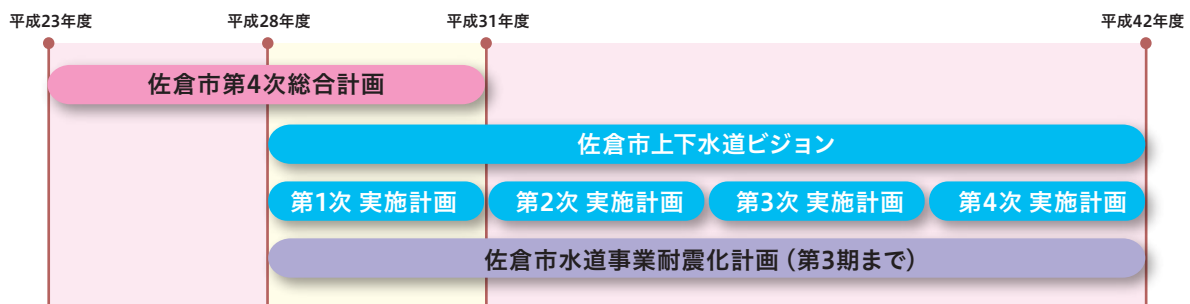 平成23年度
平成28年度
平成31年度
平成42年度
佐倉市第4次総合計画
佐倉市上下水道ビジョン
第1次 実施計画
第2次 実施計画
第3次 実施計画
第4次 実施計画
佐倉市水道事業耐震化計画（第3期まで）